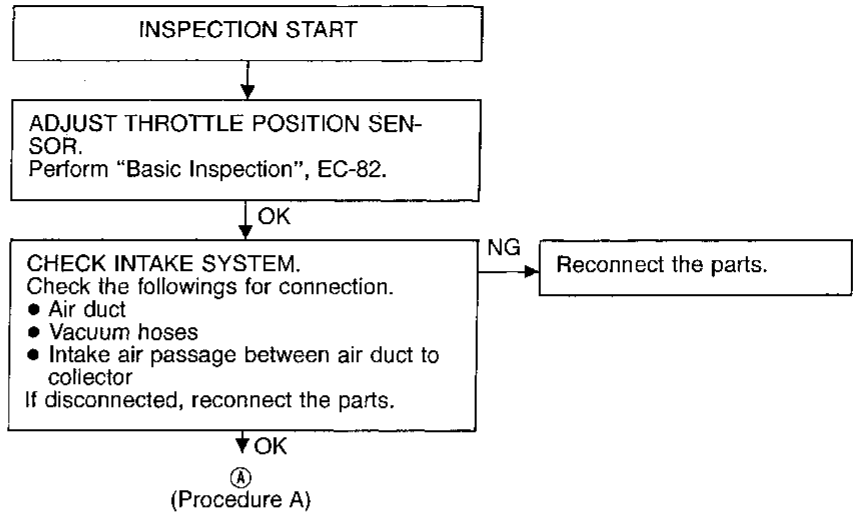 INSPECTION START
ADJUST THROTTLE POSITION SEN-
SOR.
Perform “Basic Inspection”, EC-82.
OK
CHECK INTAKE SYSTEM.
Check the followings for connection.
● Air duct
● Vacuum hoses
● Intake air passage between air duct to
collector
If disconnected, reconnect the parts.
NG
Reconnect the parts.
OK
Ⓐ
(Procedure A)